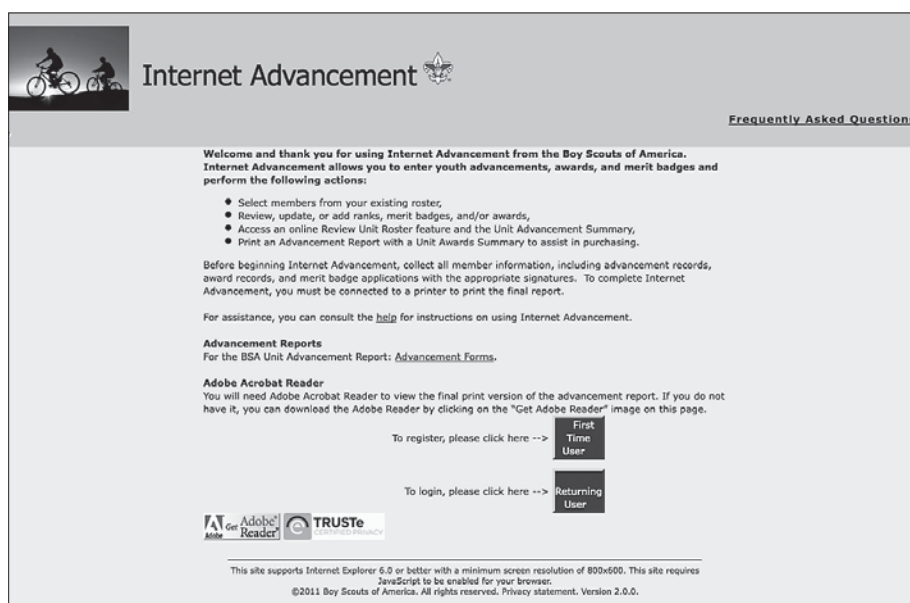 Internet Advancement
Frequently Asked Question
Welcome and thank you for using Internet Advancement from the Boy Scouts of America.
Internet Advancement allows you to enter youth advancements, awards, and merit badges and
perform the following actions:
Select members from your existing roster,
Review, update, or add ranks, merit badges, and/or awards,
Access an online Review Unit Roster feature and the Unit Advancement Summary,
Print an Advancement Report with a Unit Awards Summary to assist in purchasing.
Before beginning Internet Advancement, collect all member information, including advancement records,
award records, and merit badge applications with the appropriate signatures. To complete Internet
Advancement, you must be connected to a printer to print the final report.
For assistance, you can consult the help for instructions on using Internet Advancement.
Advancement Reports
For the BSA Unit Advancement Report: Advancement Forms.
Adobe Acrobat Reader
You will need Adobe Acrobat Reader to view the final print version of the advancement report. If you do not
have it, you can download the Adobe Reader by clicking on the "Get Adobe Reader" image on this page.
To register, please click here -->
First
Time
User
To login, please click here -->
Returning
User
Adobe
Get Adobe
Reader
TRUSTe
CERTIFIED PRIVACY
This site supports Internet Explorer 6.0 or better with a minimum screen resolution of 800x600. This site requires
JavaScript to be enabled for your browser.
©2011 Boy Scouts of America. All rights reserved. Privacy statement. Version 2.0.0.